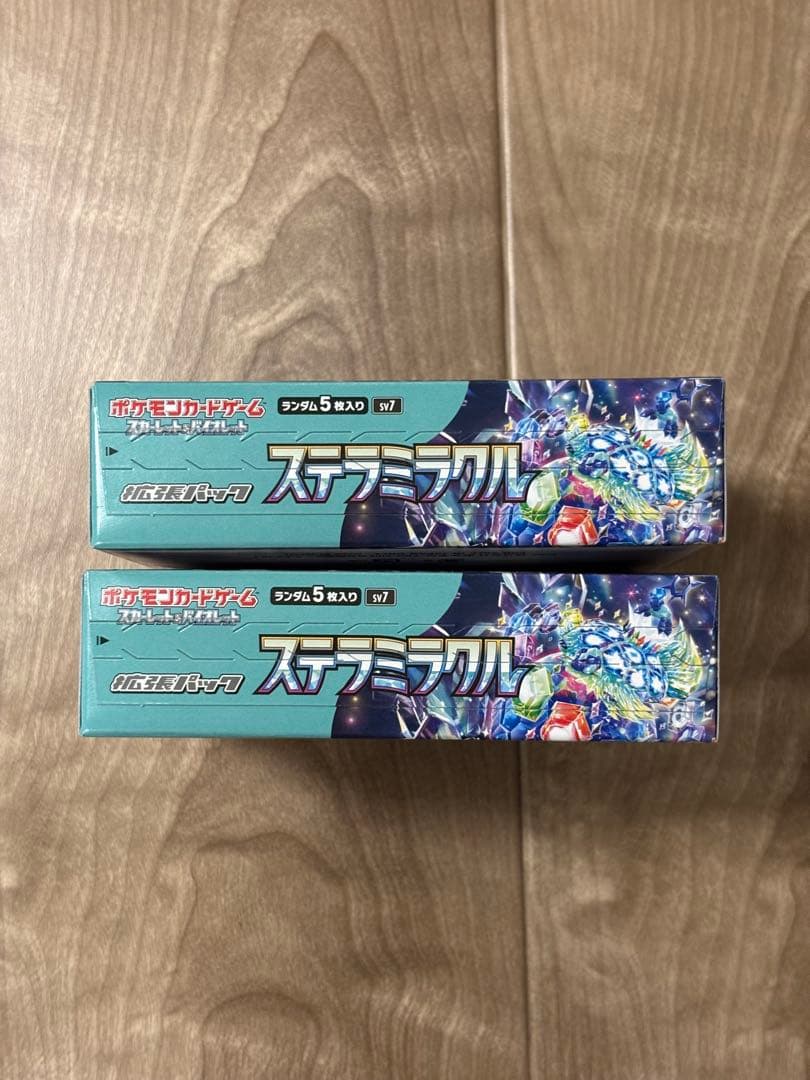 ポケモンカードゲーム
スカーレット&バイオレット
ランダム5枚入り sv7
拡張パック
ステラミラクル
ポケモンカードゲーム
スカーレット&バイオレット
ランダム5枚入り sv7
拡張パック
ステラミラクル